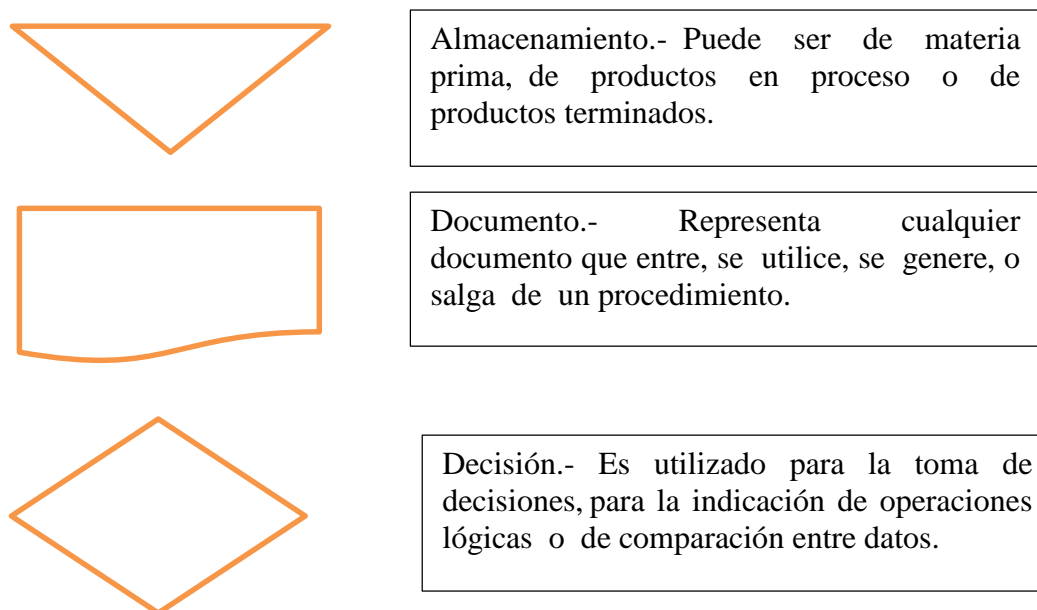 Almacenamiento.- Puede ser de materia
prima, de productos en proceso o de
productos terminados.
Documento.- Representa cualquier
documento que entre, se utilice, se genere, o
salga de un procedimiento.
Decisión.- Es utilizado para la toma de
decisiones, para la indicación de operaciones
lógicas o de comparación entre datos.